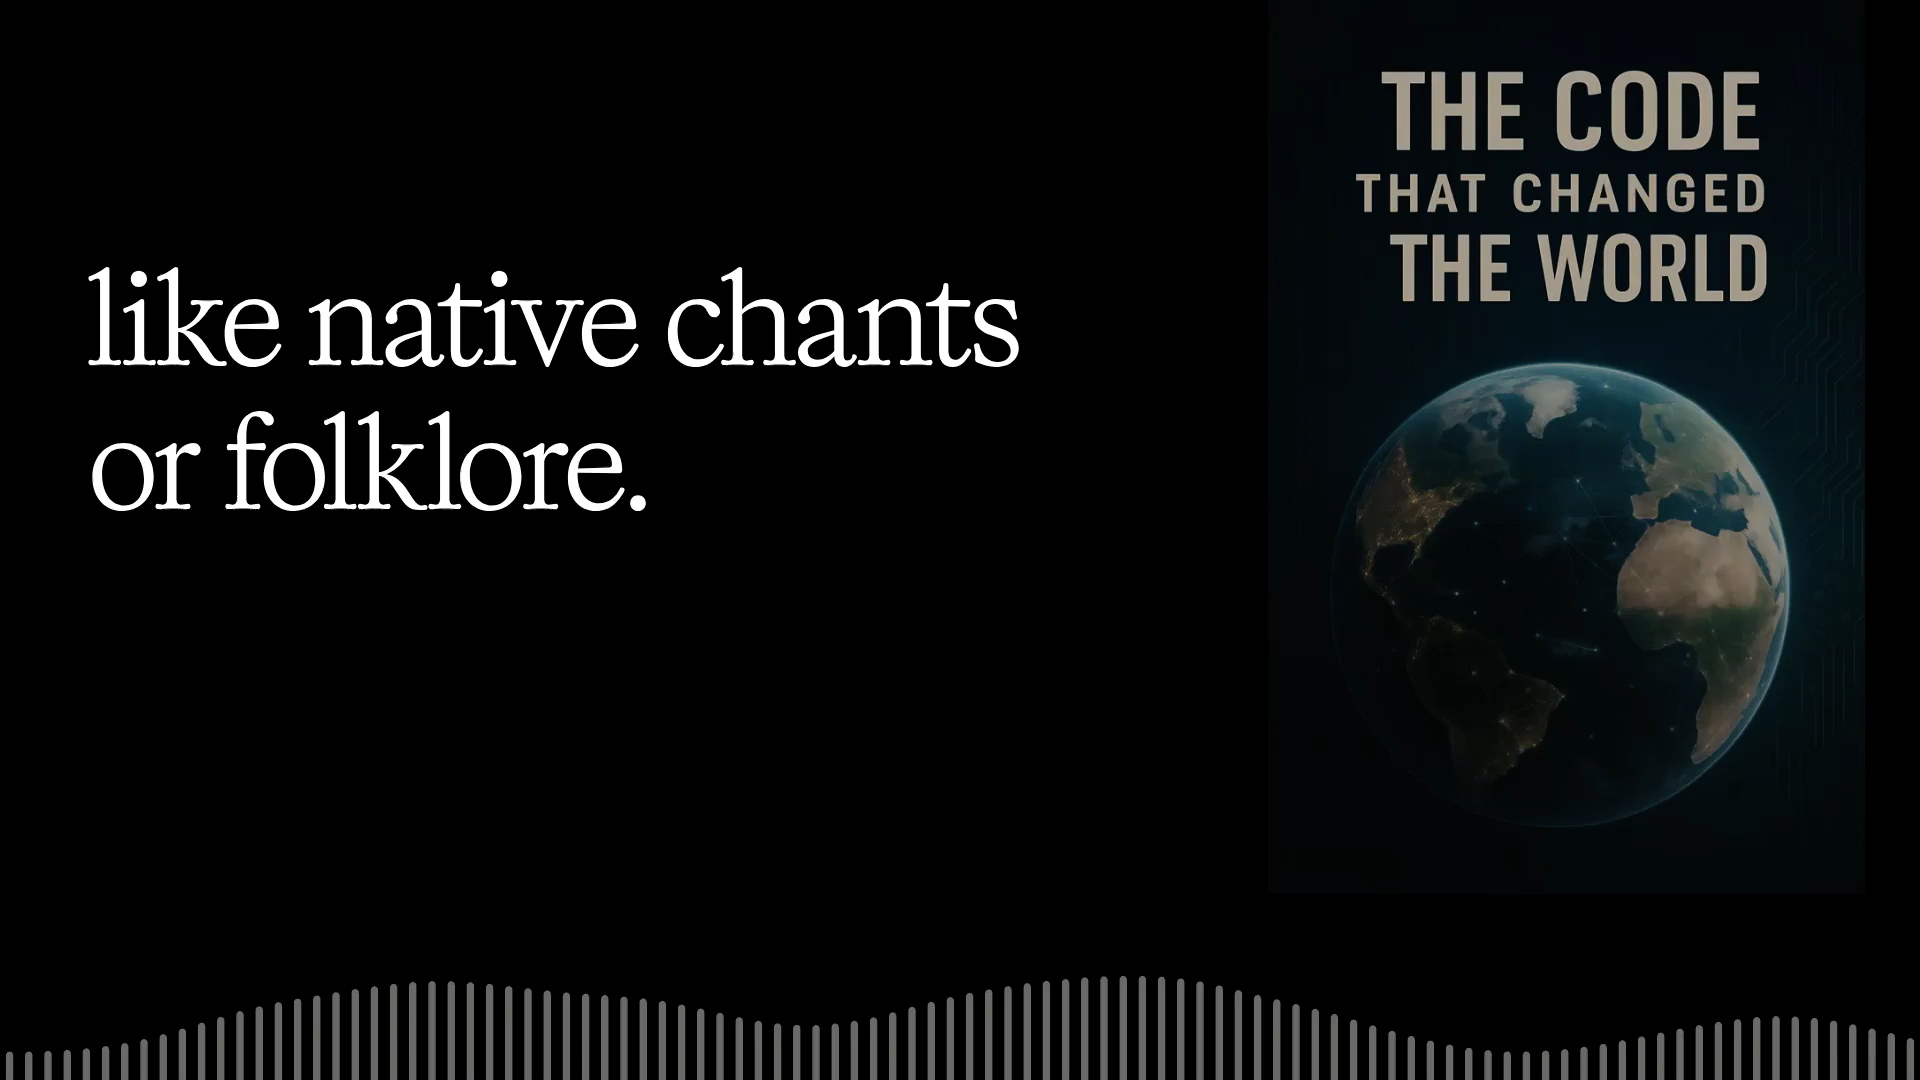 like native chants
or folklore.
THE CODE
THAT CHANGED
THE WORLD